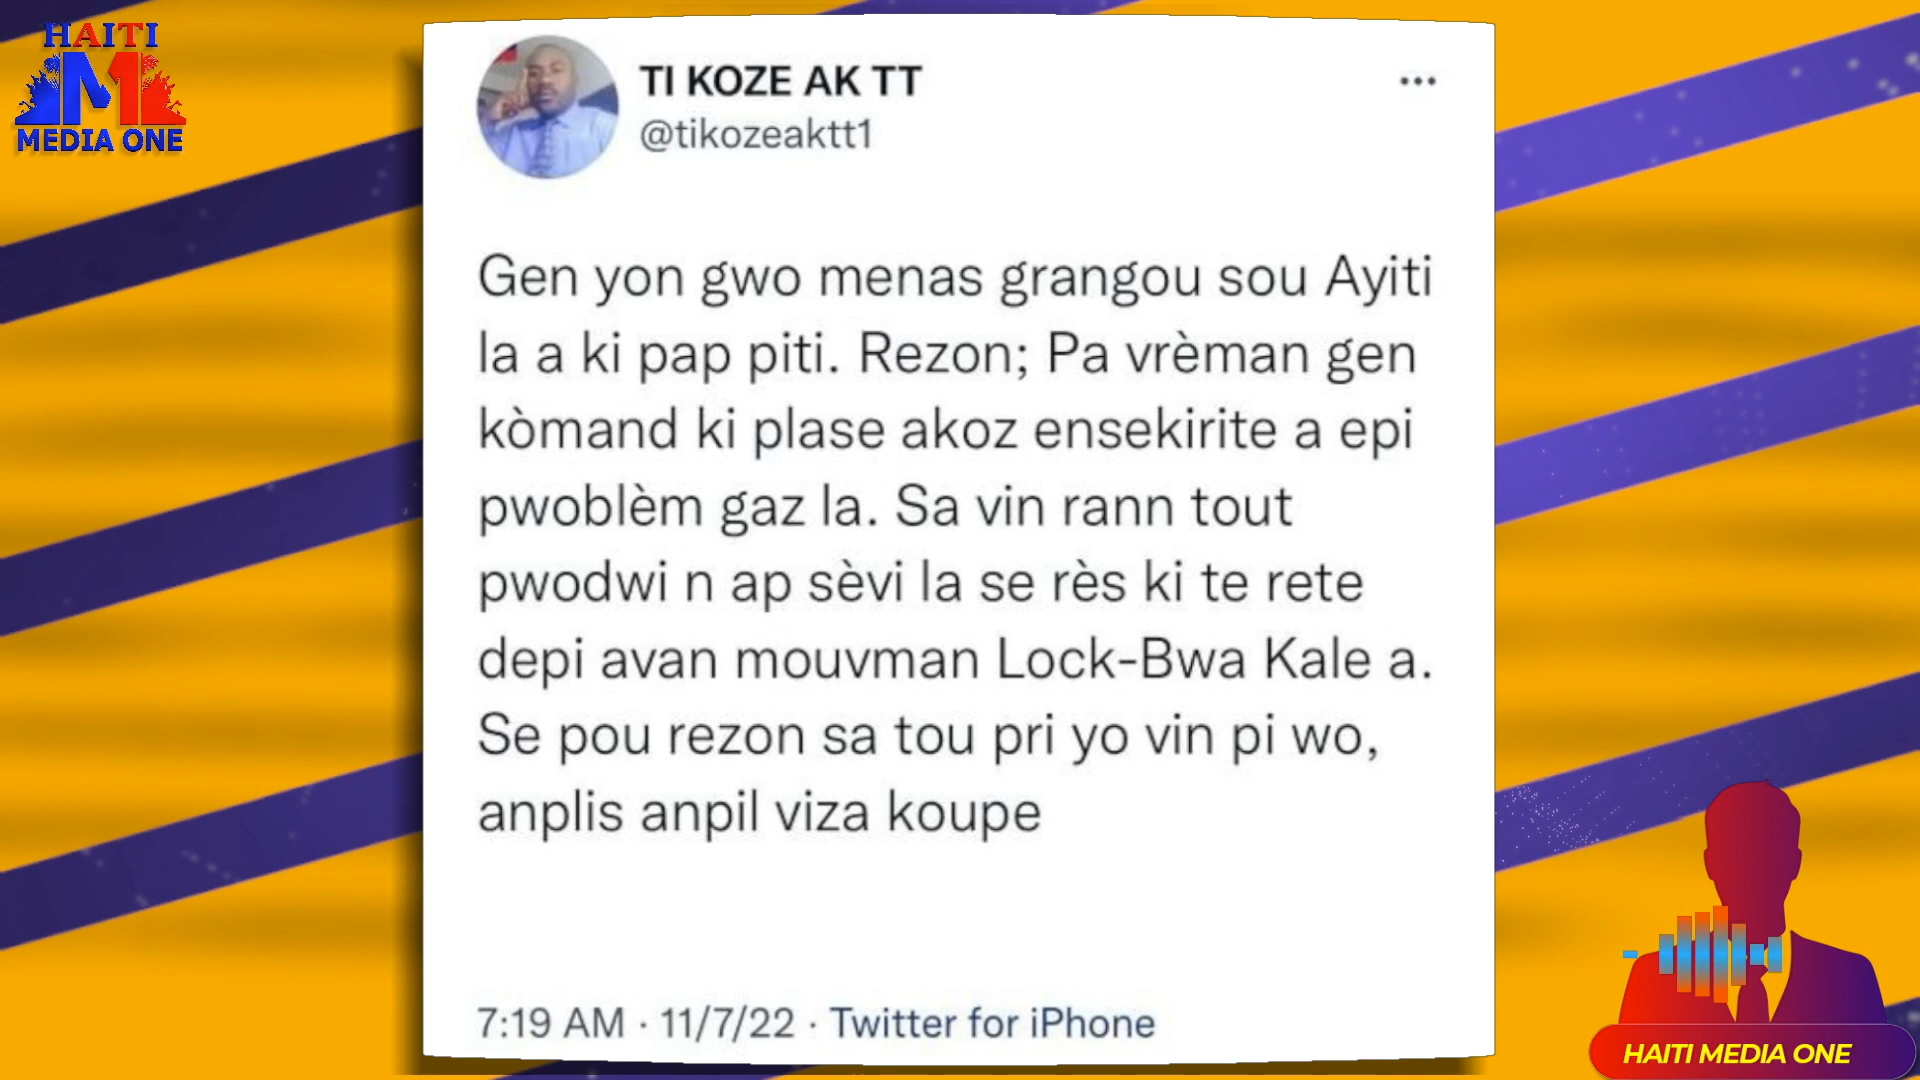 HAITI
M
MEDIA ONE
TI KOZE AK TT
@tikozeaktt1
Gen yon gwo menas grangou sou Ayiti
la a ki pap piti. Rezon; Pa vrèman gen
kòmand ki plase akoz ensekirite a epi
pwoblèm gaz la. Sa vin rann tout
pwodwi n ap sèvi la se rès ki te rete
depi avan mouvman Lock-Bwa Kale a.
Se pou rezon sa tou pri yo vin pi wo,
anplis anpil viza koupe
7:19 AM · 11/7/22 · Twitter for iPhone
HAITI MEDIA ONE